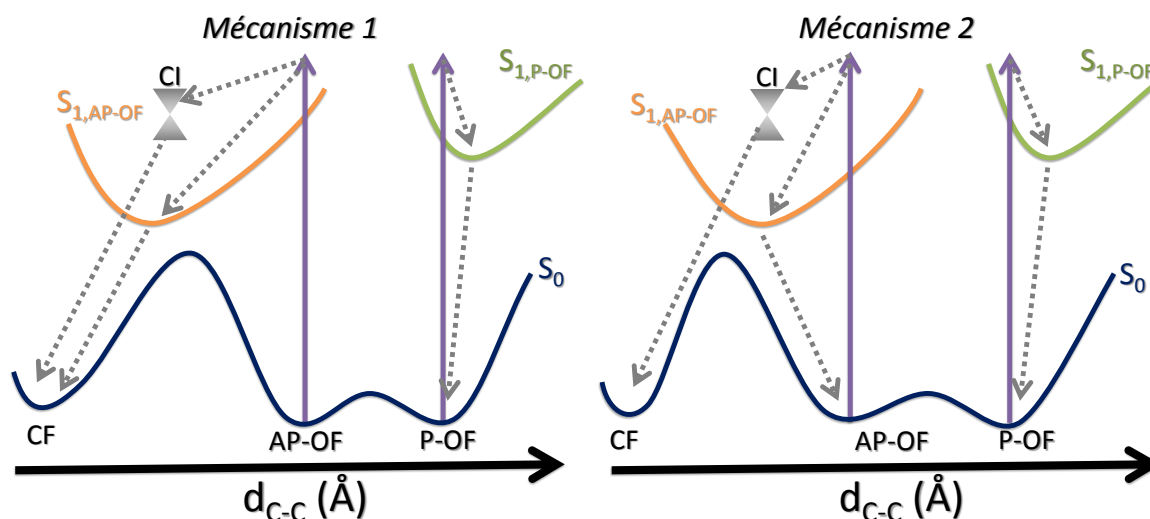 Mécanisme 1
CI
S1,AP-OF
S1,P-OF
S0
CF
AP-OF
P-OF
dC-C (Å)
Mécanisme 2
CI
S1,AP-OF
S1,P-OF
S0
CF
AP-OF
P-OF
dC-C (Å)